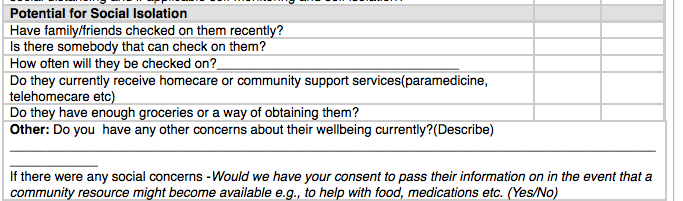 Potential for Social Isolation
Have family/friends checked on them recently?
Is there somebody that can check on them?
How often will they be checked on?___________________________________
Do they currently receive homecare or community support services(paramedicine,
telehomecare etc)
Do they have enough groceries or a way of obtaining them?
Other: Do you  have any other concerns about their wellbeing currently?(Describe)
If there were any social concerns -Would we have your consent to pass their information on in the event that a
community resource might become available e.g., to help with food, medications etc. (Yes/No)